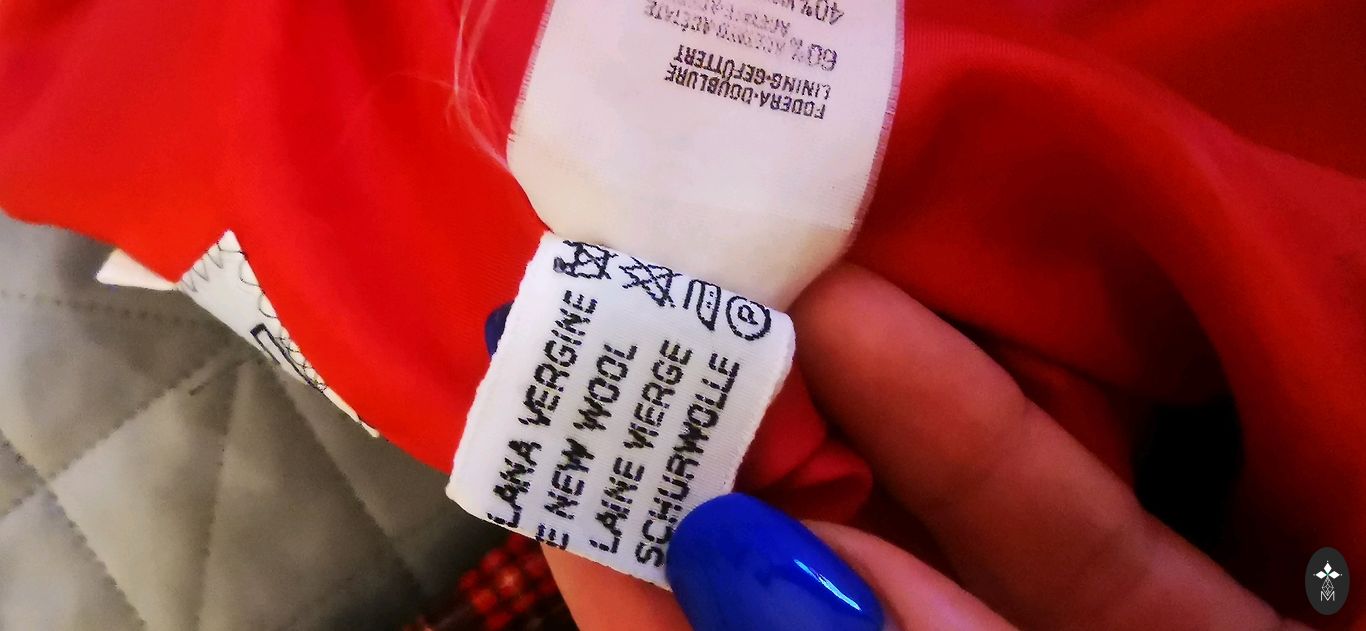 FODERA·DOUBLURE
LINING·GEFÜTTERT
60% ACETATO ACETATE
40%
P
LANA VERGINE
E NEW WOOL
LAINE VIERGE
SCHURWOLLE
M